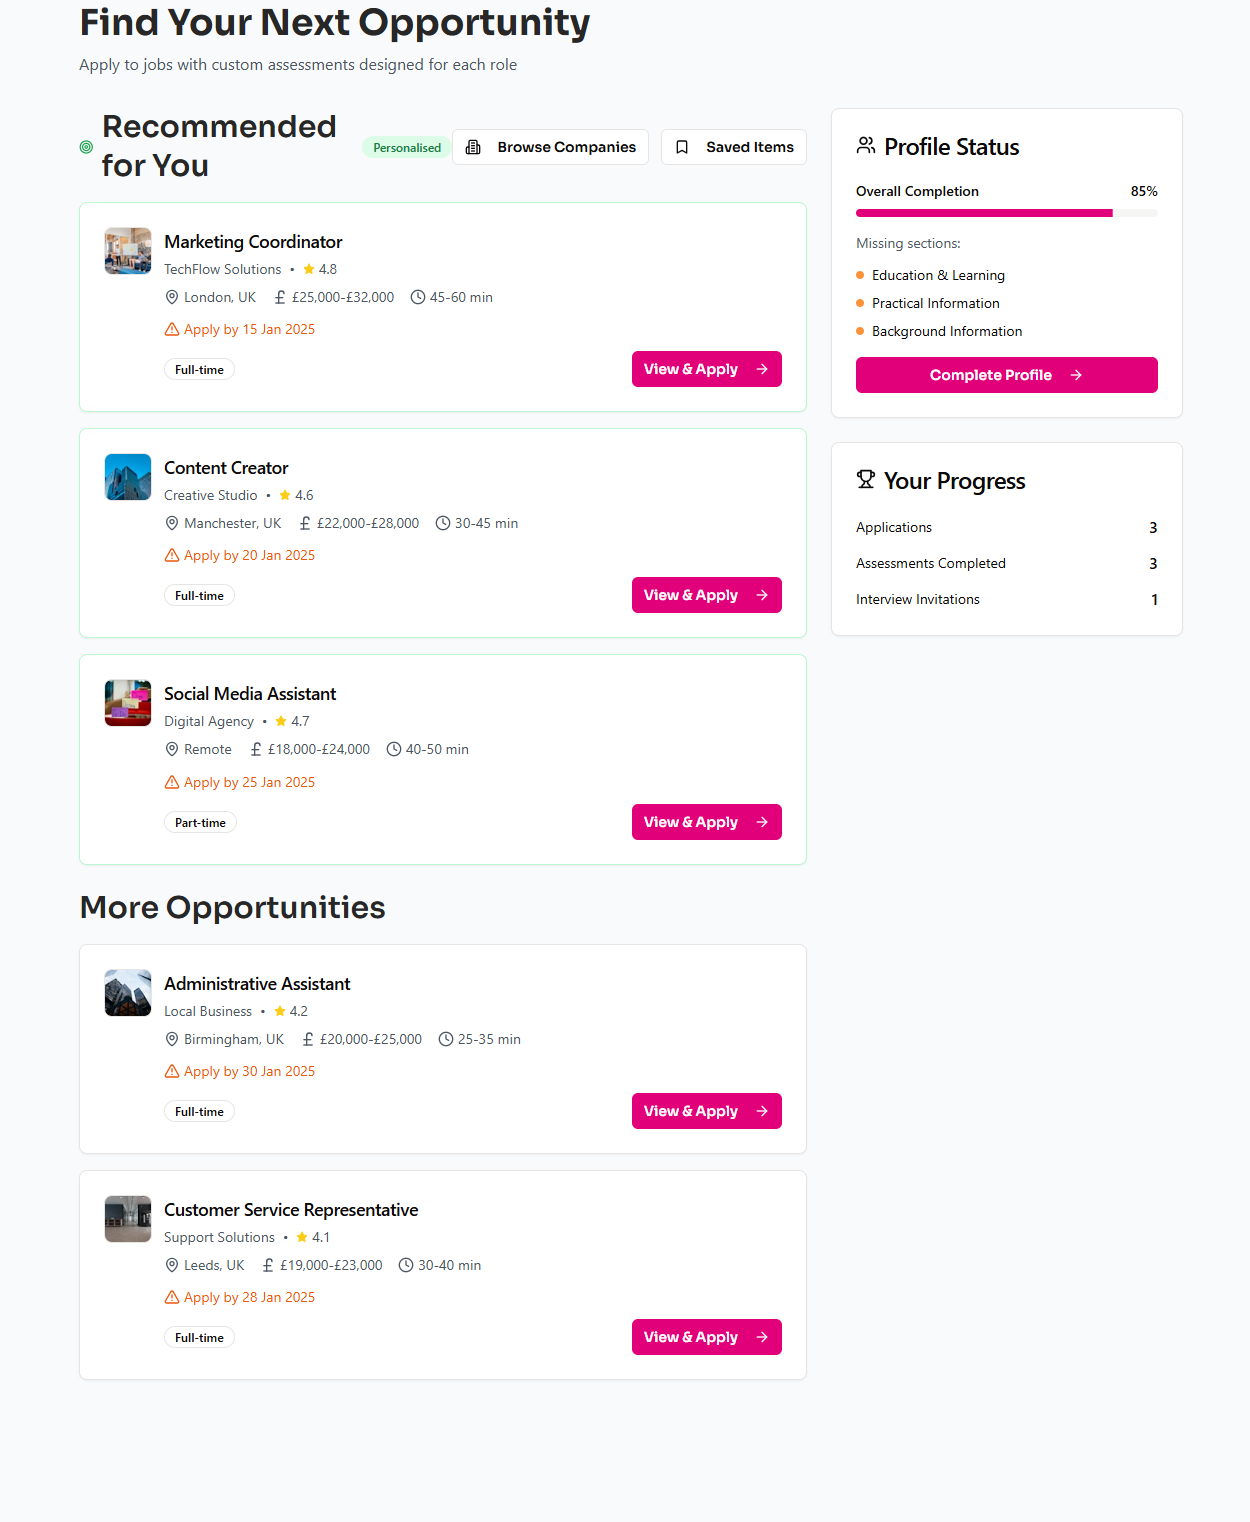 Find Your Next Opportunity
Apply to jobs with custom assessments designed for each role
Recommended
for You
Personalised
Browse Companies
Saved Items
Marketing Coordinator
TechFlow Solutions • 4.8
London, UK £25,000-£32,000 45-60 min
Apply by 15 Jan 2025
Full-time
View & Apply
Content Creator
Creative Studio • 4.6
Manchester, UK £22,000-£28,000 30-45 min
Apply by 20 Jan 2025
Full-time
View & Apply
Social Media Assistant
Digital Agency • 4.7
Remote £18,000-£24,000 40-50 min
Apply by 25 Jan 2025
Part-time
View & Apply
More Opportunities
Administrative Assistant
Local Business • 4.2
Birmingham, UK £20,000-£25,000 25-35 min
Apply by 30 Jan 2025
Full-time
View & Apply
Customer Service Representative
Support Solutions • 4.1
Leeds, UK £19,000-£23,000 30-40 min
Apply by 28 Jan 2025
Full-time
View & Apply
Profile Status
Overall Completion 85%
Missing sections:
Education & Learning
Practical Information
Background Information
Complete Profile
Your Progress
Applications 3
Assessments Completed 3
Interview Invitations 1